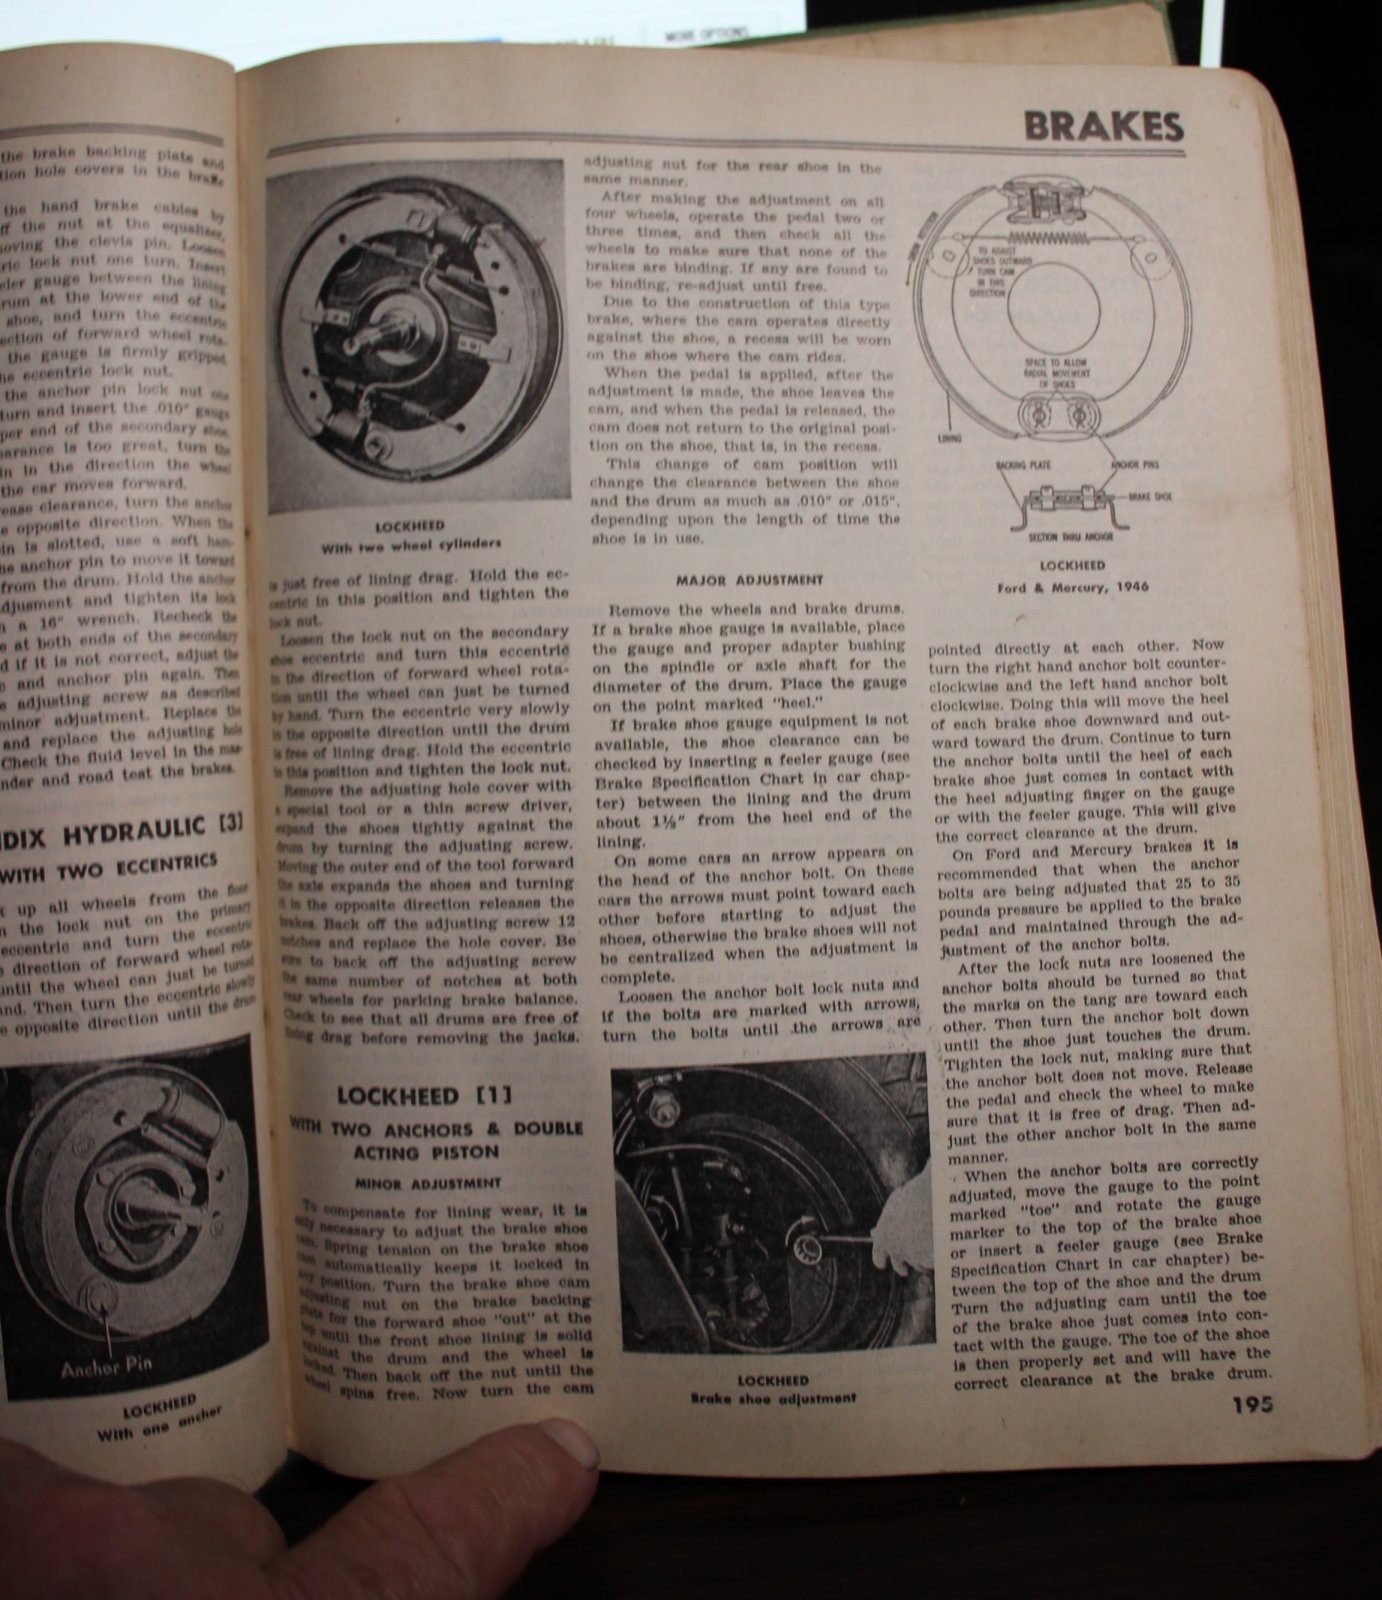 MORE OPTIONS
the brake backing plate and
tion hole covers in the brake
the hand brake cables by
ff the nut at the equalizer,
oving the clevis pin. Loosen
ric lock nut one turn. Insert
eler gauge between the lining
rum at the lower end of the
shoe, and turn the eccentric
ection of forward wheel rota-
the gauge is firmly gripped.
he eccentric lock nut.
the anchor pin lock nut one
turn and insert the .010" gauge
per end of the secondary shoe.
earance is too great, turn the
in in the direction the wheel
the car moves forward.
ease clearance, turn the anchor
e opposite direction. When the
in is slotted, use a soft ham-
he anchor pin to move it toward
from the drum. Hold the anchor
djusment and tighten its lock
a 16" wrench. Recheck the
e at both ends of the secondary
d if it is not correct, adjust the
c and anchor pin again. Then
adjusting screw as described
minor adjustment. Replace the
and replace the adjusting hole
Check the fluid level in the mas-
nder and road test the brakes.
DIX HYDRAULIC [3]
WITH TWO ECCENTRICS
up all wheels from the floor
n the lock nut on the primary
eccentric and turn the eccentric
direction of forward wheel rota-
until the wheel can just be turned
and. Then turn the eccentric slowly
e opposite direction until the drum
Anchor Pin
LOCKHEED
With one anchor
BRAKES
LOCKHEED
With two wheel cylinders
is just free of lining drag. Hold the ec-
centric in this position and tighten the
lock nut.
Loosen the lock nut on the secondary
shoe eccentric and turn this eccentric
in the direction of forward wheel rota-
tion until the wheel can just be turned
by hand. Turn the eccentric very slowly
in the opposite direction until the drum
is free of lining drag. Hold the eccentric
in this position and tighten the lock nut.
Remove the adjusting hole cover with
a special tool or a thin screw driver,
expand the shoes tightly against the
drum by turning the adjusting screw.
Moving the outer end of the tool forward
the axle expands the shoes and turning
it in the opposite direction releases the
brakes. Back off the adjusting screw 12
notches and replace the hole cover. Be
sure to back off the adjusting screw
the same number of notches at both
rear wheels for parking brake balance.
Check to see that all drums are free of
lining drag before removing the jacks.
LOCKHEED [1]
WITH TWO ANCHORS & DOUBLE
ACTING PISTON
MINOR ADJUSTMENT
To compensate for lining wear, it is
only necessary to adjust the brake shoe
cam. Spring tension on the brake shoe
cam automatically keeps it locked in
any position. Turn the brake shoe cam
adjusting nut on the brake backing
plate for the forward shoe "out" at the
top until the front shoe lining is solid
against the drum and the wheel is
locked. Then back off the nut until the
wheel spins free. Now turn the cam
adjusting nut for the rear shoe in the
same manner.
After making the adjustment on all
four wheels, operate the pedal two or
three times, and then check all the
wheels to make sure that none of the
brakes are binding. If any are found to
be binding, re-adjust until free.
Due to the construction of this type
brake, where the cam operates directly
against the shoe, a recess will be worn
on the shoe where the cam rides.
When the pedal is applied, after the
adjustment is made, the shoe leaves the
cam, and when the pedal is released, the
cam does not return to the original posi-
tion on the shoe, that is, in the recess.
This change of cam position will
change the clearance between the shoe
and the drum as much as .010" or .015",
depending upon the length of time the
shoe is in use.
MAJOR ADJUSTMENT
Remove the wheels and brake drums.
If a brake shoe gauge is available, place
the gauge and proper adapter bushing
on the spindle or axle shaft for the
diameter of the drum. Place the gauge
on the point marked "heel."
If brake shoe gauge equipment is not
available, the shoe clearance can be
checked by inserting a feeler gauge (see
Brake Specification Chart in car chap-
ter) between the lining and the drum
about 1½" from the heel end of the
lining.
On some cars an arrow appears on
the head of the anchor bolt. On these
cars the arrows must point toward each
other before starting to adjust the
shoes, otherwise the brake shoes will not
be centralized when the adjustment is
complete.
Loosen the anchor bolt lock nuts and
if the bolts are marked with arrows,
turn the bolts until the arrows are
LOCKHEED
Brake shoe adjustment
DRUM ROTATION
TO ADJUST
SHOES OUTWARD
TURN CAM
IN THIS
DIRECTION
SPACE TO ALLOW
RADIAL MOVEMENT
OF SHOES
LINING
BACKING PLATE
ANCHOR PINS
BRAKE SHOE
SECTION THRU ANCHOR
LOCKHEED
Ford & Mercury, 1946
pointed directly at each other. Now
turn the right hand anchor bolt counter-
clockwise and the left hand anchor bolt
clockwise. Doing this will move the heel
of each brake shoe downward and out-
ward toward the drum. Continue to turn
the anchor bolts until the heel of each
brake shoe just comes in contact with
the heel adjusting finger on the gauge
or with the feeler gauge. This will give
the correct clearance at the drum.
On Ford and Mercury brakes it is
recommended that when the anchor
bolts are being adjusted that 25 to 35
pounds pressure be applied to the brake
pedal and maintained through the ad-
justment of the anchor bolts.
After the lock nuts are loosened the
anchor bolts should be turned so that
the marks on the tang are toward each
other. Then turn the anchor bolt down
until the shoe just touches the drum.
Tighten the lock nut, making sure that
the anchor bolt does not move. Release
the pedal and check the wheel to make
sure that it is free of drag. Then ad-
just the other anchor bolt in the same
manner.
When the anchor bolts are correctly
adjusted, move the gauge to the point
marked "toe" and rotate the gauge
marker to the top of the brake shoe
or insert a feeler gauge (see Brake
Specification Chart in car chapter) be-
tween the top of the shoe and the drum
Turn the adjusting cam until the toe
of the brake shoe just comes into con-
tact with the gauge. The toe of the shoe
is then properly set and will have the
correct clearance at the brake drum.
195